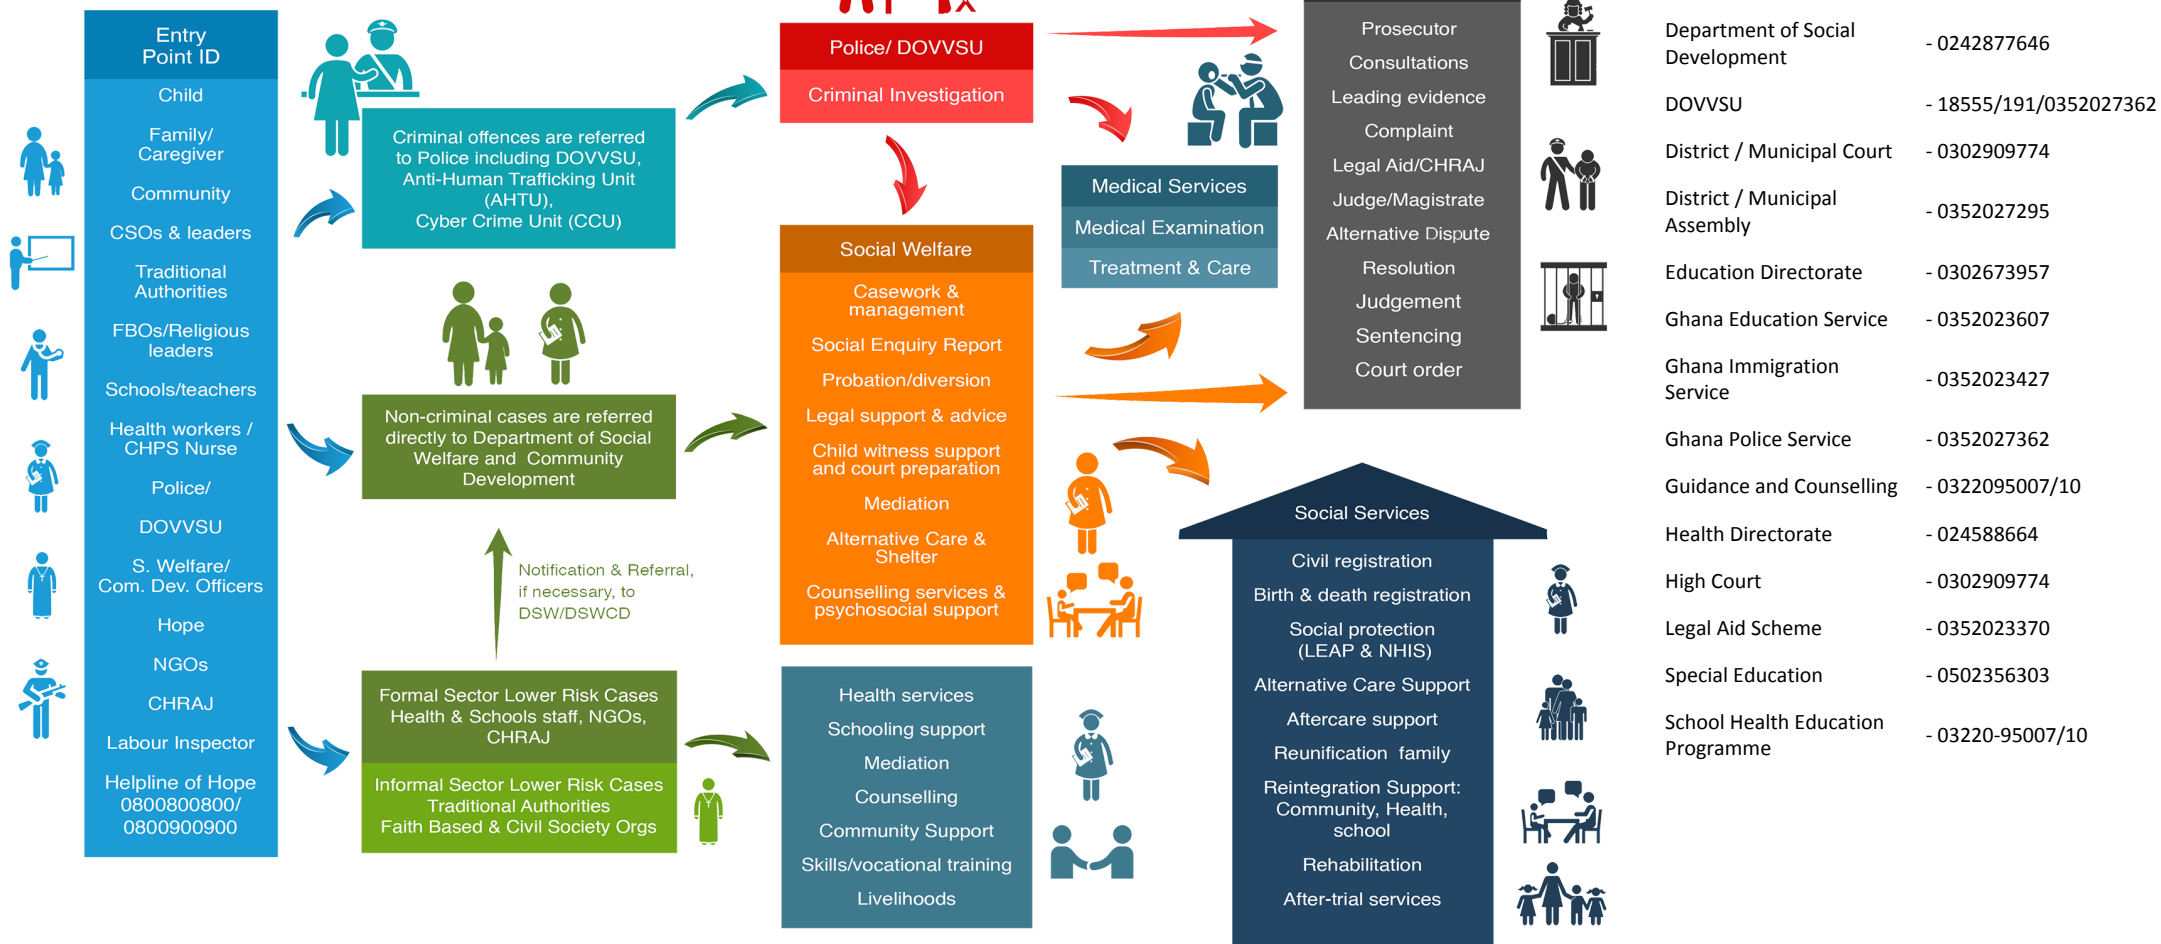 Entry
Point ID
Child
Family/
Caregiver
Community
CSOs & leaders
Traditional
Authorities
FBOs/Religious
leaders
Schools/teachers
Health workers /
CHPS Nurse
Police/
DOVVSU
S. Welfare/
Com. Dev. Officers
Hope
NGOs
CHRAJ
Labour Inspector
Helpline of Hope
0800800800/
0800900900
Criminal offences are referred
to Police including DOVVSU,
Anti-Human Trafficking Unit
(AHTU),
Cyber Crime Unit (CCU)
Non-criminal cases are referred
directly to Department of Social
Welfare and Community
Development
Notification & Referral,
if necessary, to
DSW/DSWCD
Formal Sector Lower Risk Cases
Health & Schools staff, NGOs,
CHRAJ
Informal Sector Lower Risk Cases
Traditional Authorities
Faith Based & Civil Society Orgs
Police/ DOVVSU
Criminal Investigation
Social Welfare
Casework &
management
Social Enquiry Report
Probation/diversion
Legal support & advice
Child witness support
and court preparation
Mediation
Alternative Care &
Shelter
Counselling services &
psychosocial support
Health services
Schooling support
Mediation
Counselling
Community Support
Skills/vocational training
Livelihoods
Medical Services
Medical Examination
Treatment & Care
Prosecutor
Consultations
Leading evidence
Complaint
Legal Aid/CHRAJ
Judge/Magistrate
Alternative Dispute
Resolution
Judgement
Sentencing
Court order
Social Services
Civil registration
Birth & death registration
Social protection
(LEAP & NHIS)
Alternative Care Support
Aftercare support
Reunification family
Reintegration Support:
Community, Health,
school
Rehabilitation
After-trial services
Department of Social
Development - 0242877646
DOVVSU - 18555/191/0352027362
District / Municipal Court - 0302909774
District / Municipal
Assembly - 0352027295
Education Directorate - 0302673957
Ghana Education Service - 0352023607
Ghana Immigration
Service - 0352023427
Ghana Police Service - 0352027362
Guidance and Counselling - 0322095007/10
Health Directorate - 024588664
High Court - 0302909774
Legal Aid Scheme - 0352023370
Special Education - 0502356303
School Health Education
Programme - 03220-95007/10